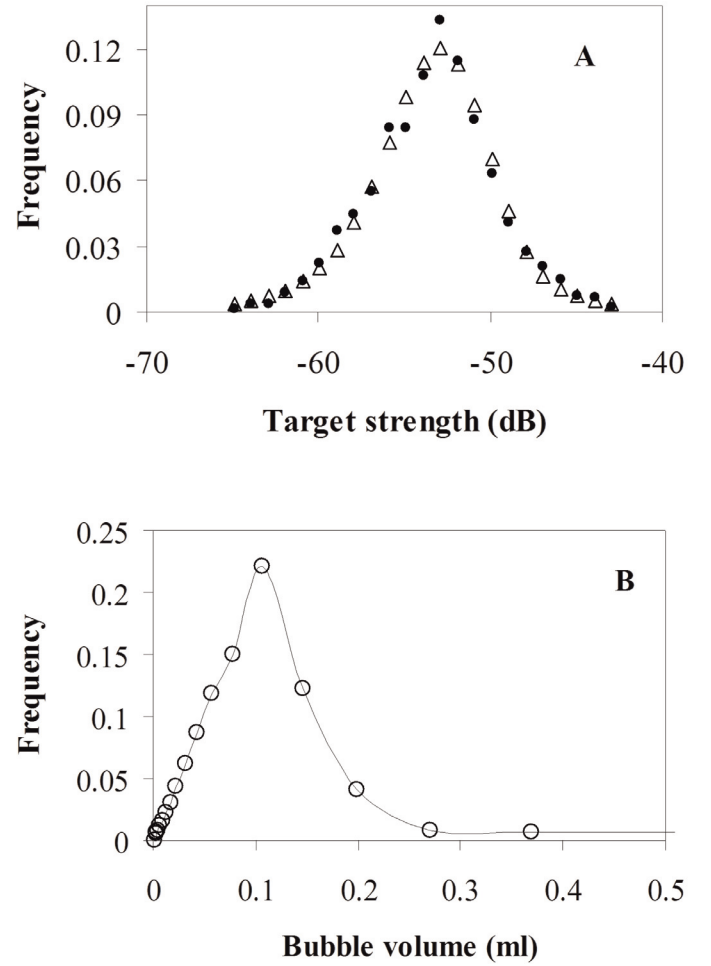 A
0.12
0.09
0.06
0.03
0
Frequency
-70 -60 -50 -40
Target strength (dB)
B
0.25
0.2
0.15
0.1
0.05
0
Frequency
0 0.1 0.2 0.3 0.4 0.5
Bubble volume (ml)